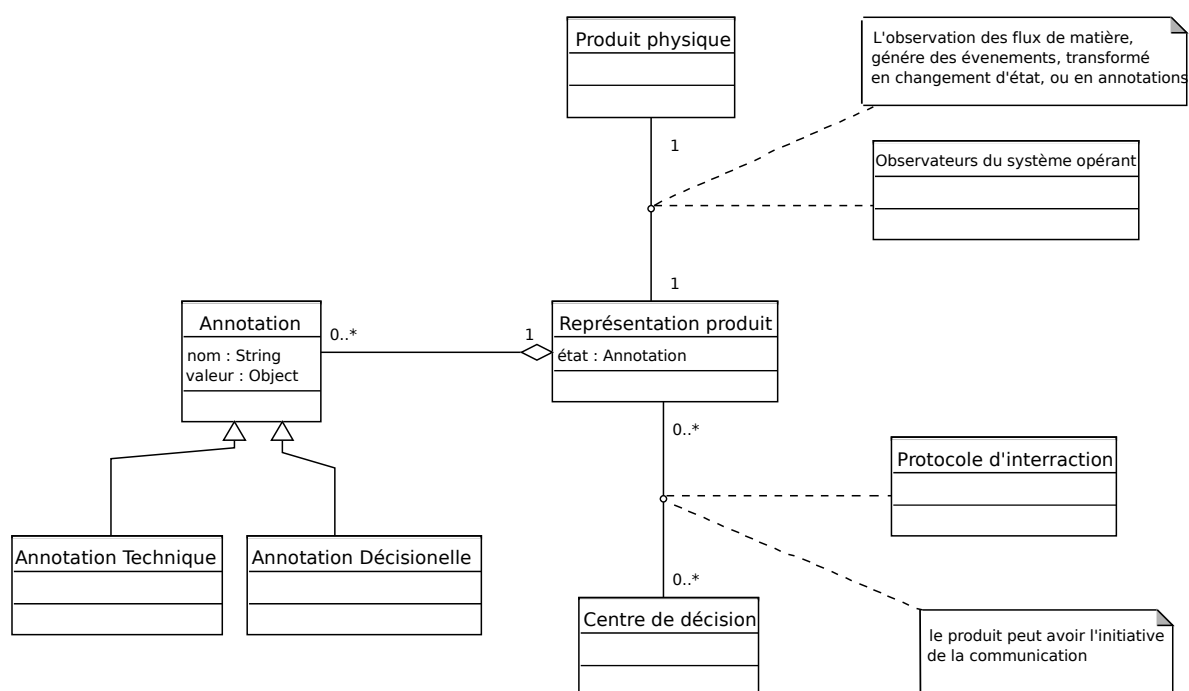 Produit physique
L'observation des flux de matière,
génére des évenements, transformé
en changement d'état, ou en annotations
1
Observateurs du système opérant
1
Annotation
nom : String
valeur : Object
0..*
1
Représentation produit
état : Annotation
0..*
Protocole d'interraction
Annotation Technique
Annotation Décisionelle
0..*
Centre de décision
le produit peut avoir l'initiative
de la communication